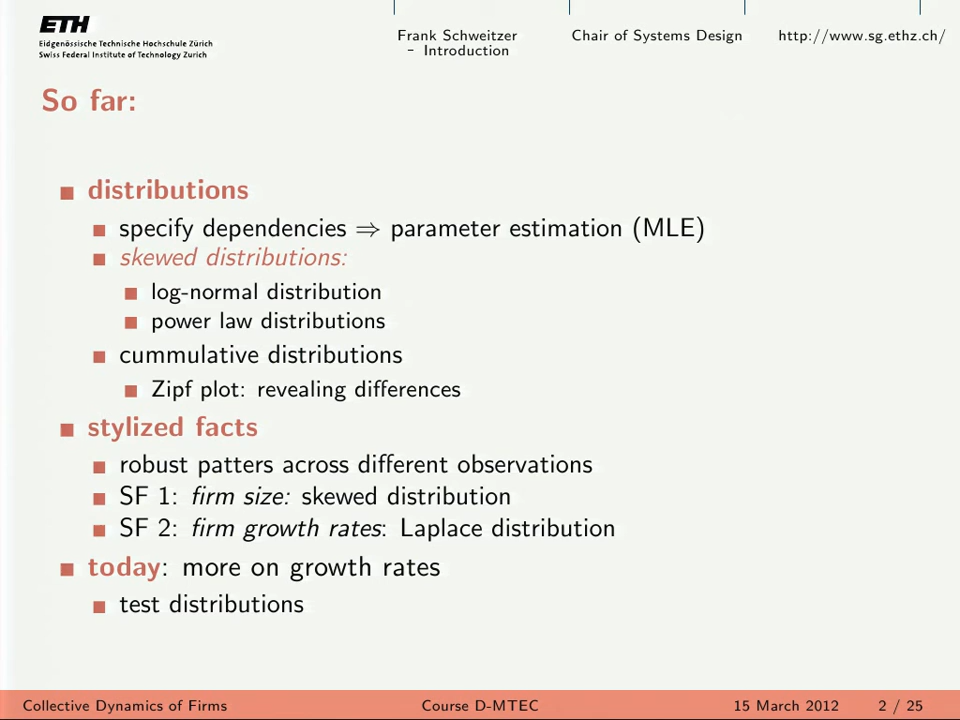 ETH
Eidgenössische Technische Hochschule Zürich
Swiss Federal Institute of Technology Zurich
Frank Schweitzer
– Introduction
Chair of Systems Design
http://www.sg.ethz.ch/
So far:
distributions
specify dependencies ⇒ parameter estimation (MLE)
skewed distributions:
log-normal distribution
power law distributions
cummulative distributions
Zipf plot: revealing differences
stylized facts
robust patters across different observations
SF 1: firm size: skewed distribution
SF 2: firm growth rates: Laplace distribution
today: more on growth rates
test distributions
Collective Dynamics of Firms
Course D-MTEC
15 March 2012
2 / 25